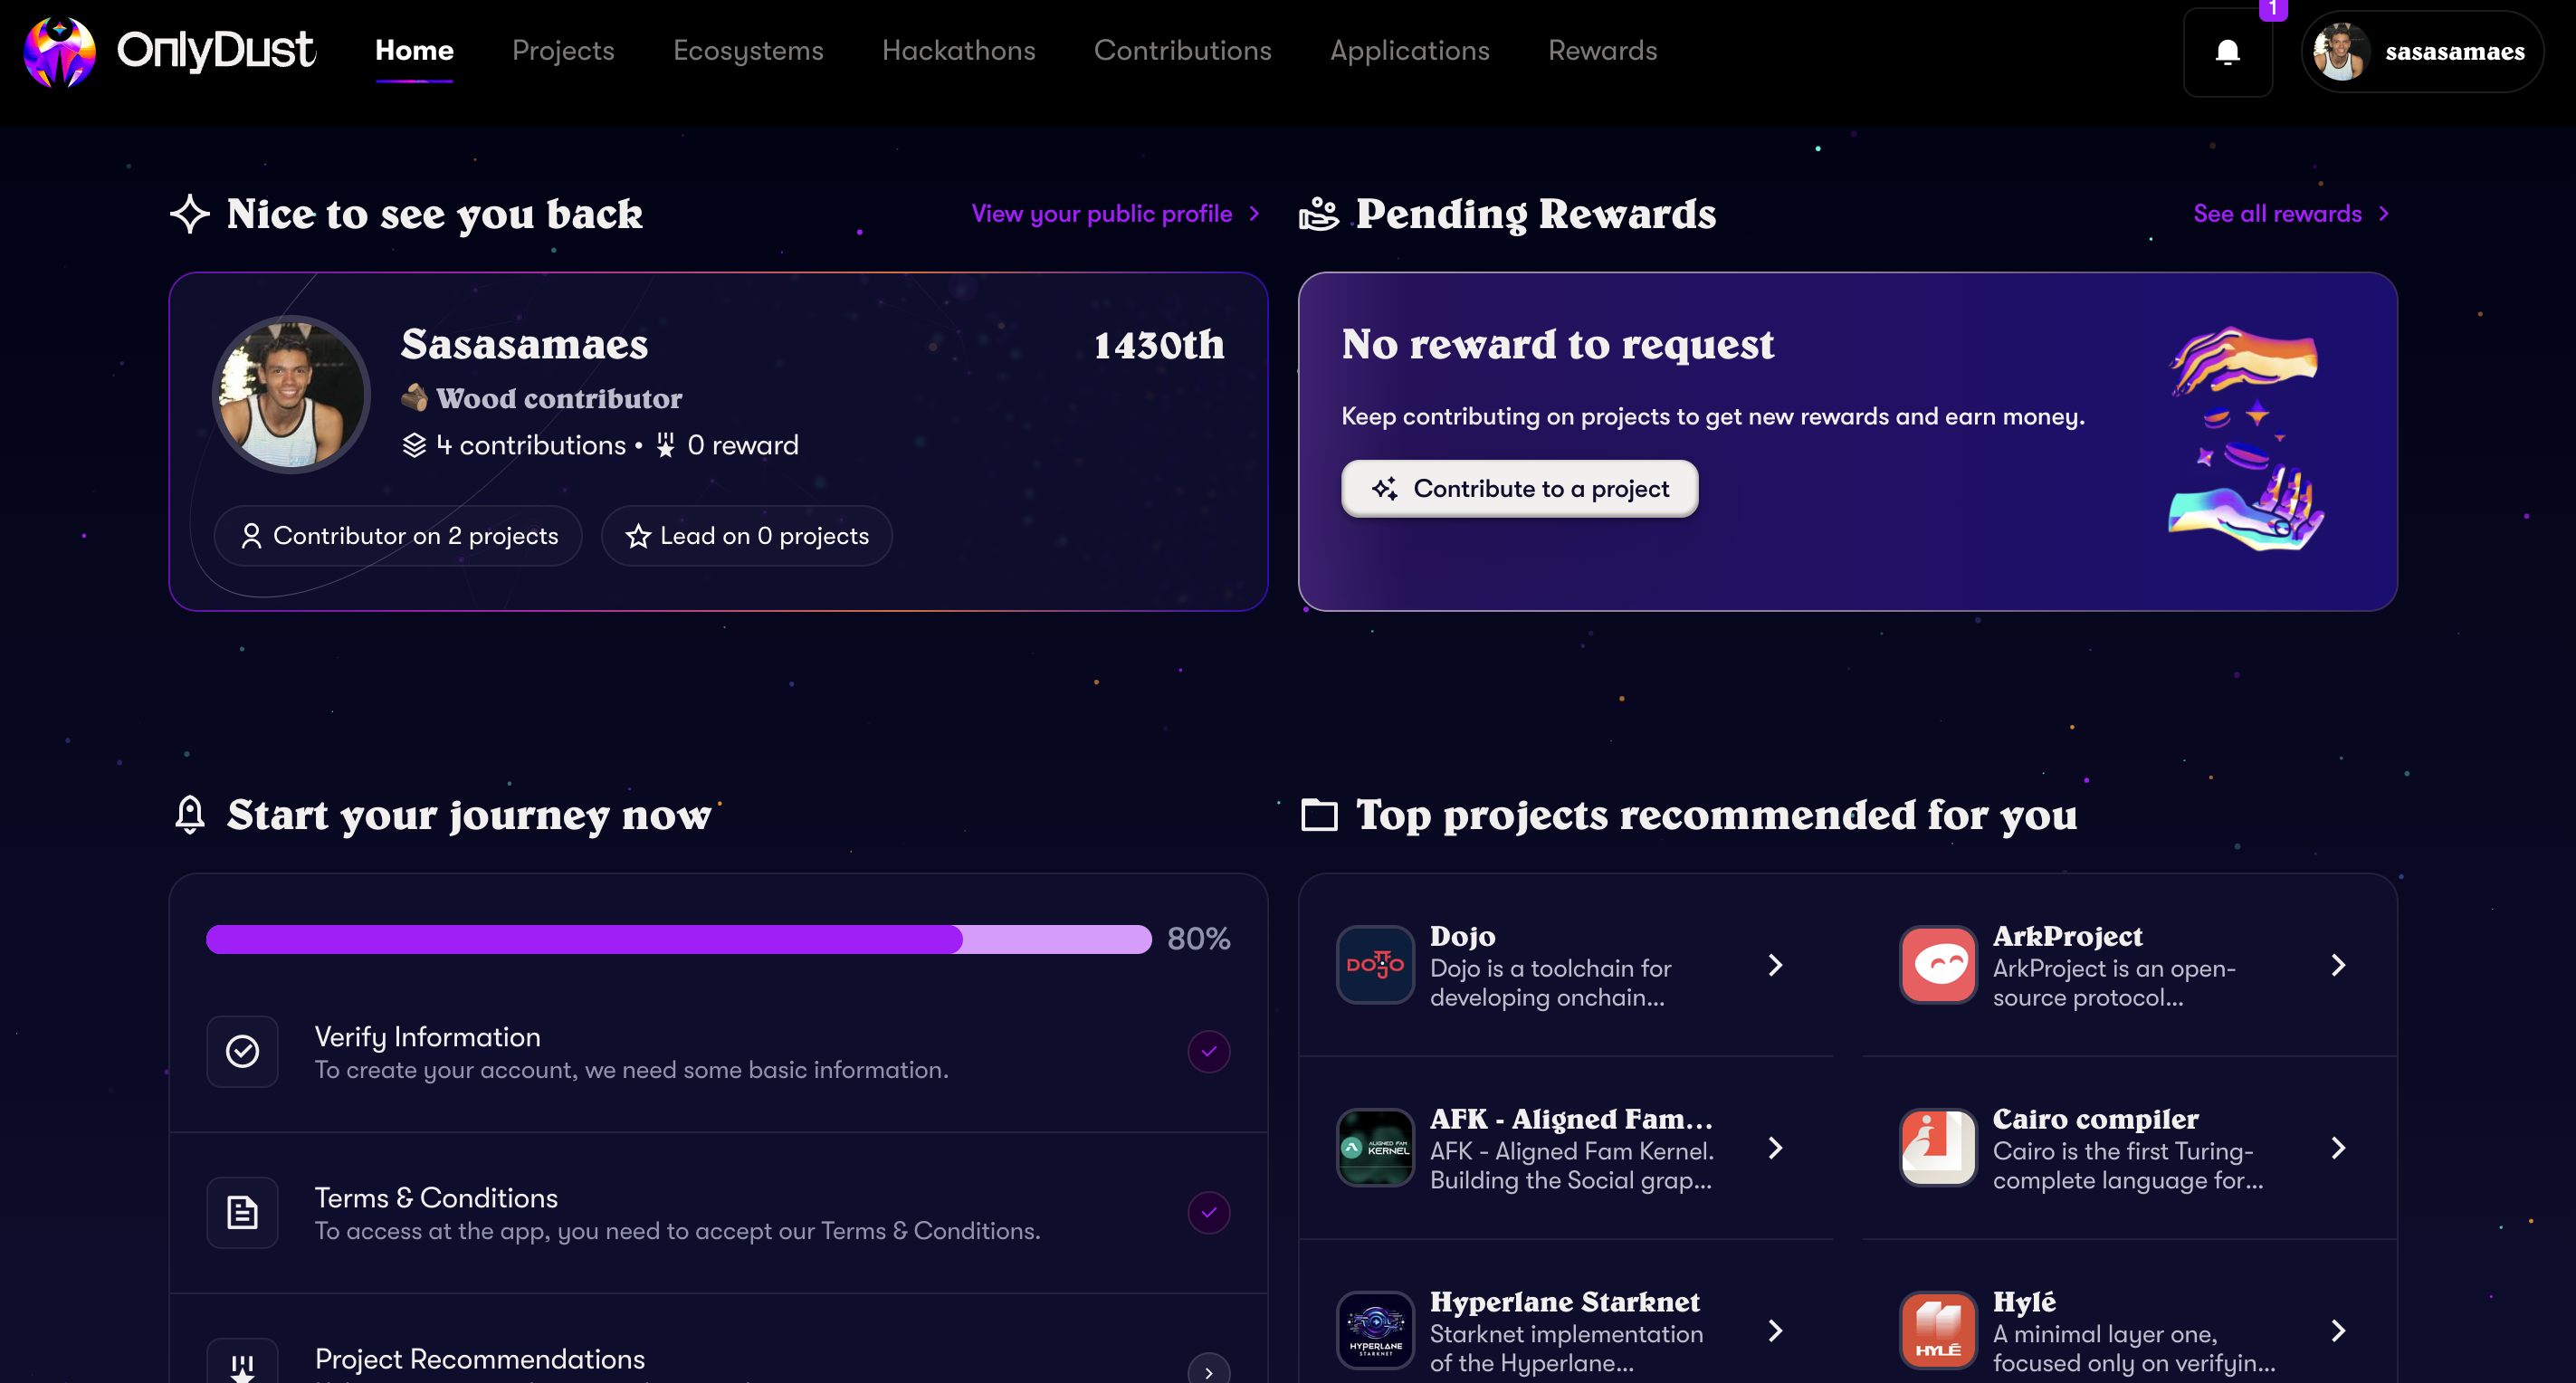 OnlyDust
Home
Projects
Ecosystems
Hackathons
Contributions
Applications
Rewards
1
sasasamaes
Nice to see you back
View your public profile
Sasasamaes
1430th
Wood contributor
4 contributions • 0 reward
Contributor on 2 projects
Lead on 0 projects
Pending Rewards
See all rewards
No reward to request
Keep contributing on projects to get new rewards and earn money.
Contribute to a project
Start your journey now
80%
Verify Information
To create your account, we need some basic information.
Terms & Conditions
To access at the app, you need to accept our Terms & Conditions.
Project Recommendations
Top projects recommended for you
DOJO
Dojo
Dojo is a toolchain for
developing onchain...
ArkProject
ArkProject is an open-
source protocol...
ALIGNED FAM
KERNEL
AFK - Aligned Fam...
AFK - Aligned Fam Kernel.
Building the Social grap...
Cairo compiler
Cairo is the first Turing-
complete language for...
HYPERLANE
STARKNET
Hyperlane Starknet
Starknet implementation
of the Hyperlane...
HYLÉ
Hylé
A minimal layer one,
focused only on verifyin...